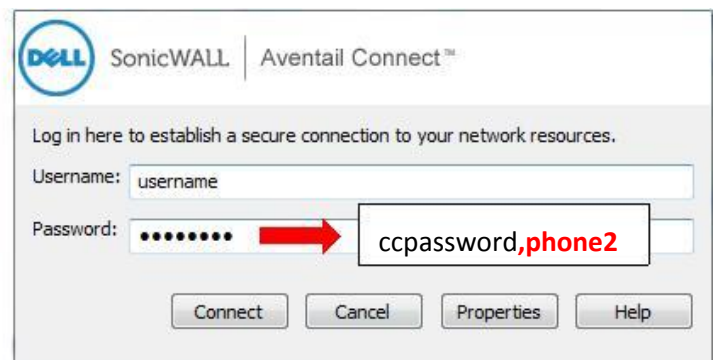 DELL SonicWALL | Aventail Connect™
Log in here to establish a secure connection to your network resources.
Username: username
Password: •••••••• ccpassword,phone2
Connect Cancel Properties Help